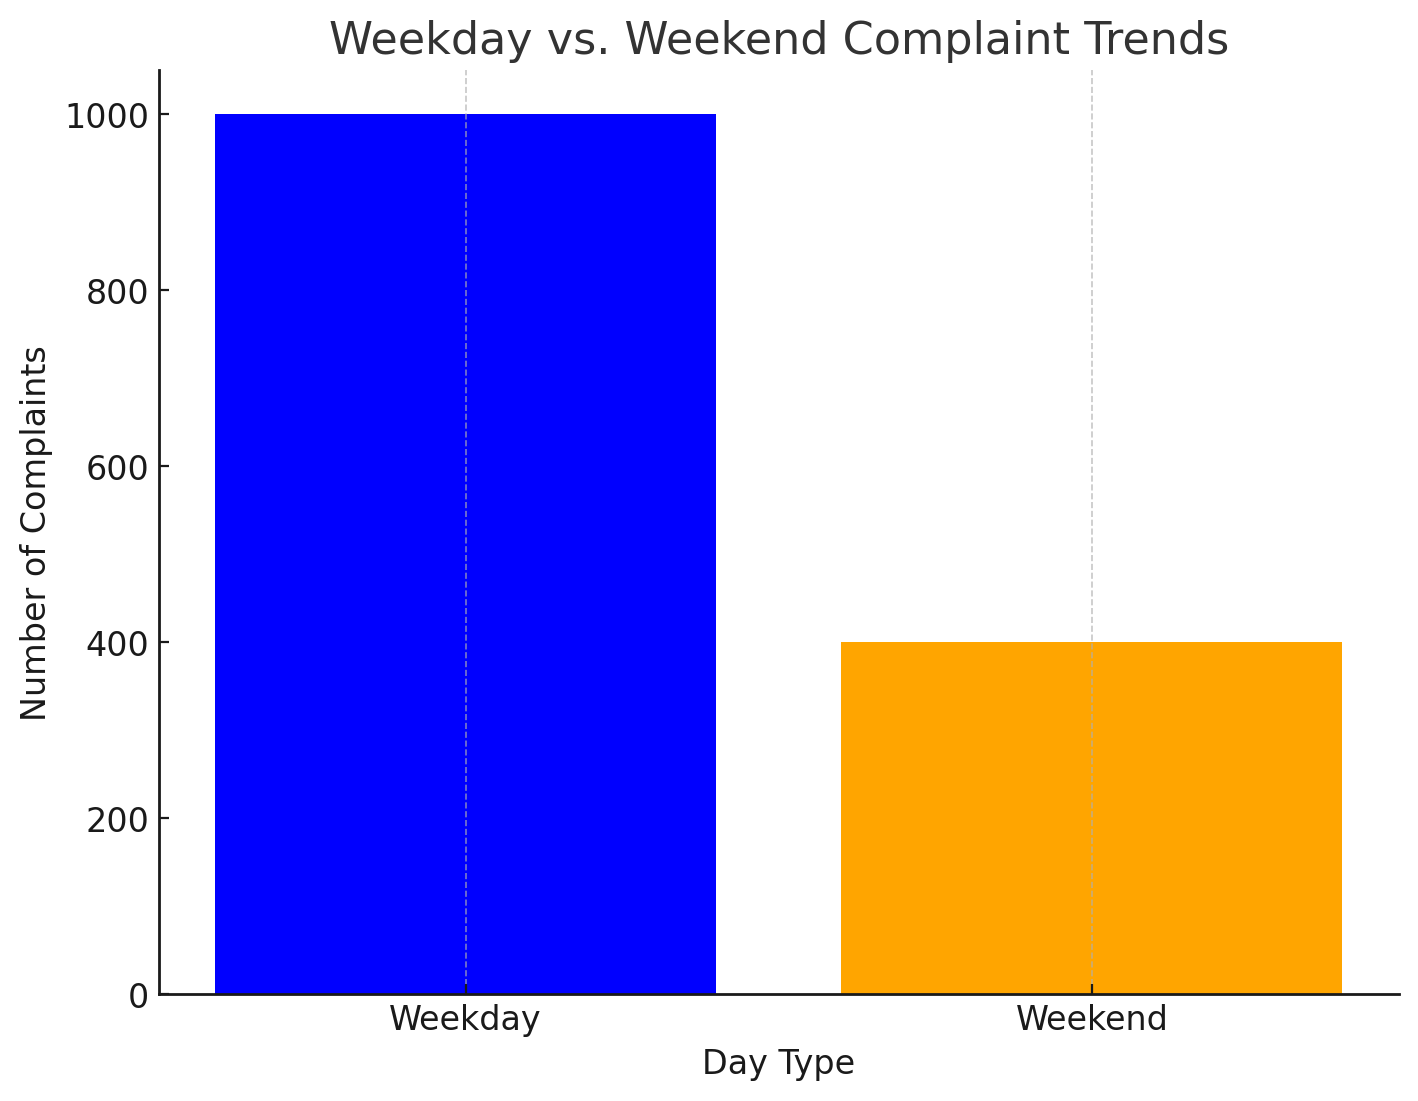 Weekday vs. Weekend Complaint Trends
Number of Complaints
1000
800
600
400
200
0
Weekday Weekend
Day Type